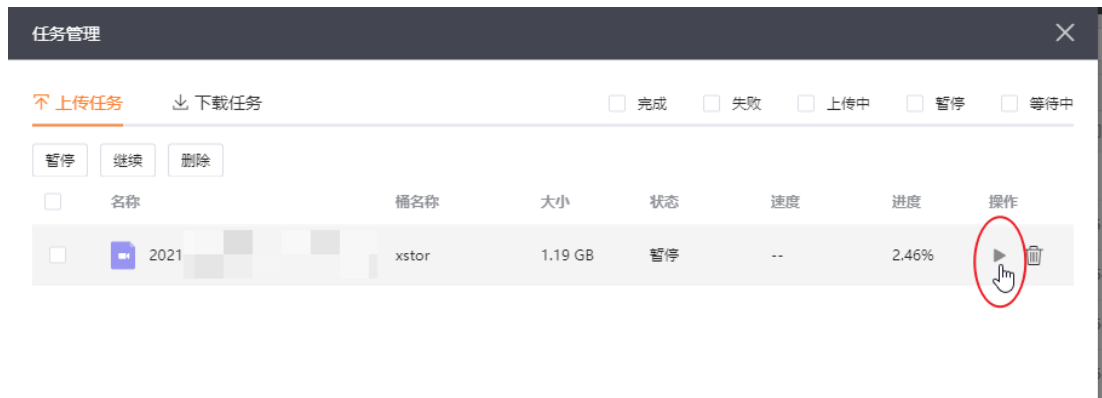 任务管理
上传任务 下载任务 完成 失败 上传中 暂停 等待中
暂停 继续 删除
名称 桶名称 大小 状态 速度 进度 操作
2021 xstor 1.19 GB 暂停 -- 2.46%